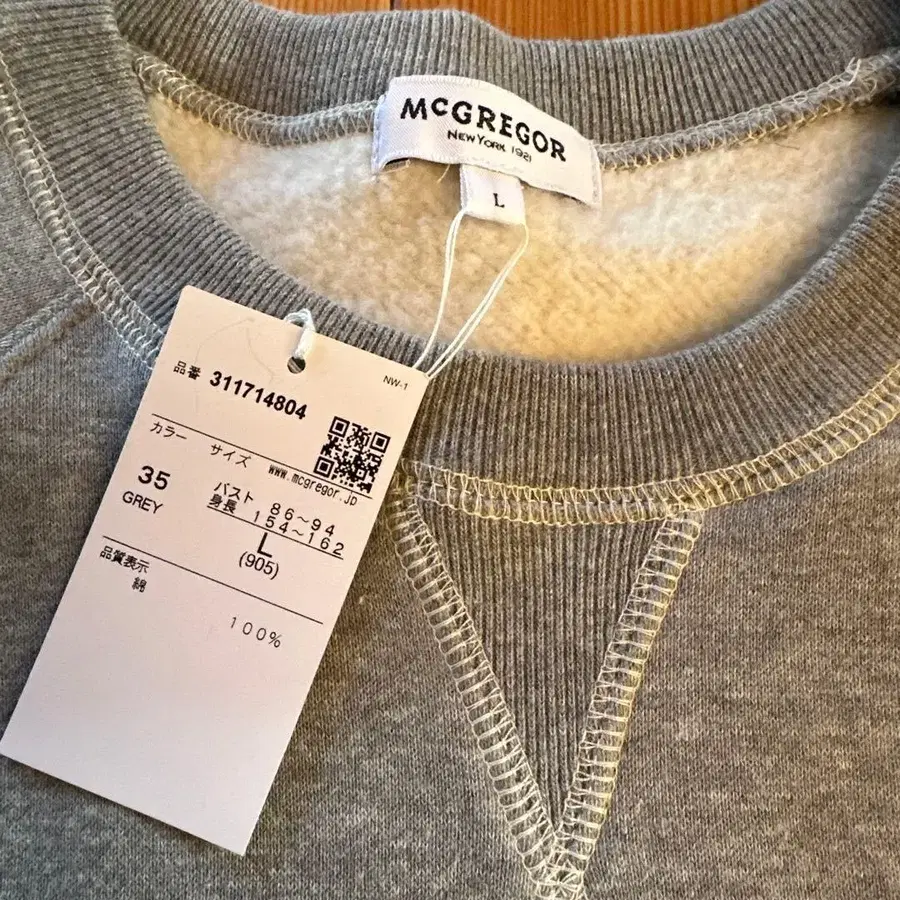 McGREGOR
NEW YORK 1921
L
NW-1
品番 311714804
カラー サイズ www.mcgregor.jp
35
GREY
バスト 86~94
身長 154~162
L
(905)
品質表示
綿
100%